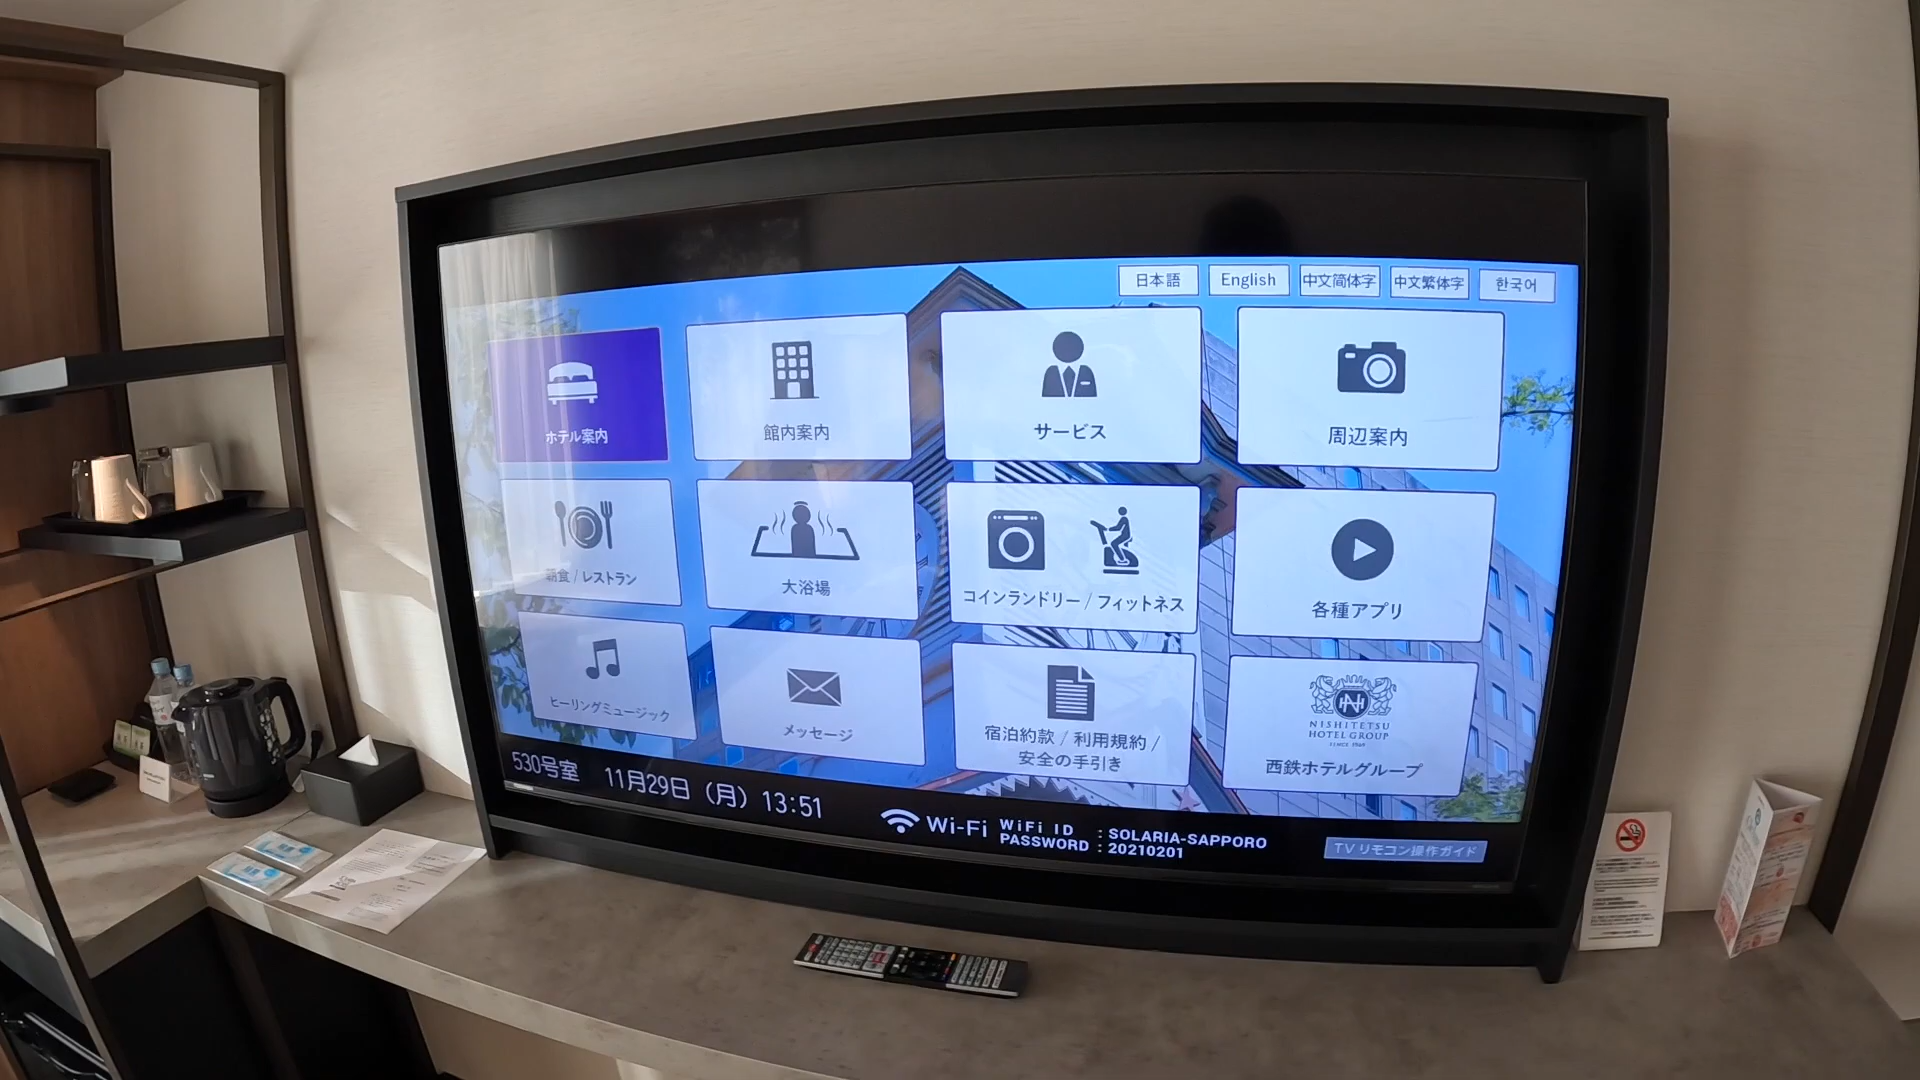 日本語
English
中文简体字
中文繁体字
한국어
ホテル案内
館内案内
サービス
周辺案内
朝食 / レストラン
大浴場
コインランドリー / フィットネス
各種アプリ
ヒーリングミュージック
メッセージ
宿泊約款 / 利用規約 /
安全の手引き
NISHITETSU
HOTEL GROUP
西鉄ホテルグループ
530号室
11月29日（月）13:51
Wi-Fi
WiFi ID : SOLARIA-SAPPORO
PASSWORD : 20210201
TVリモコン操作ガイド